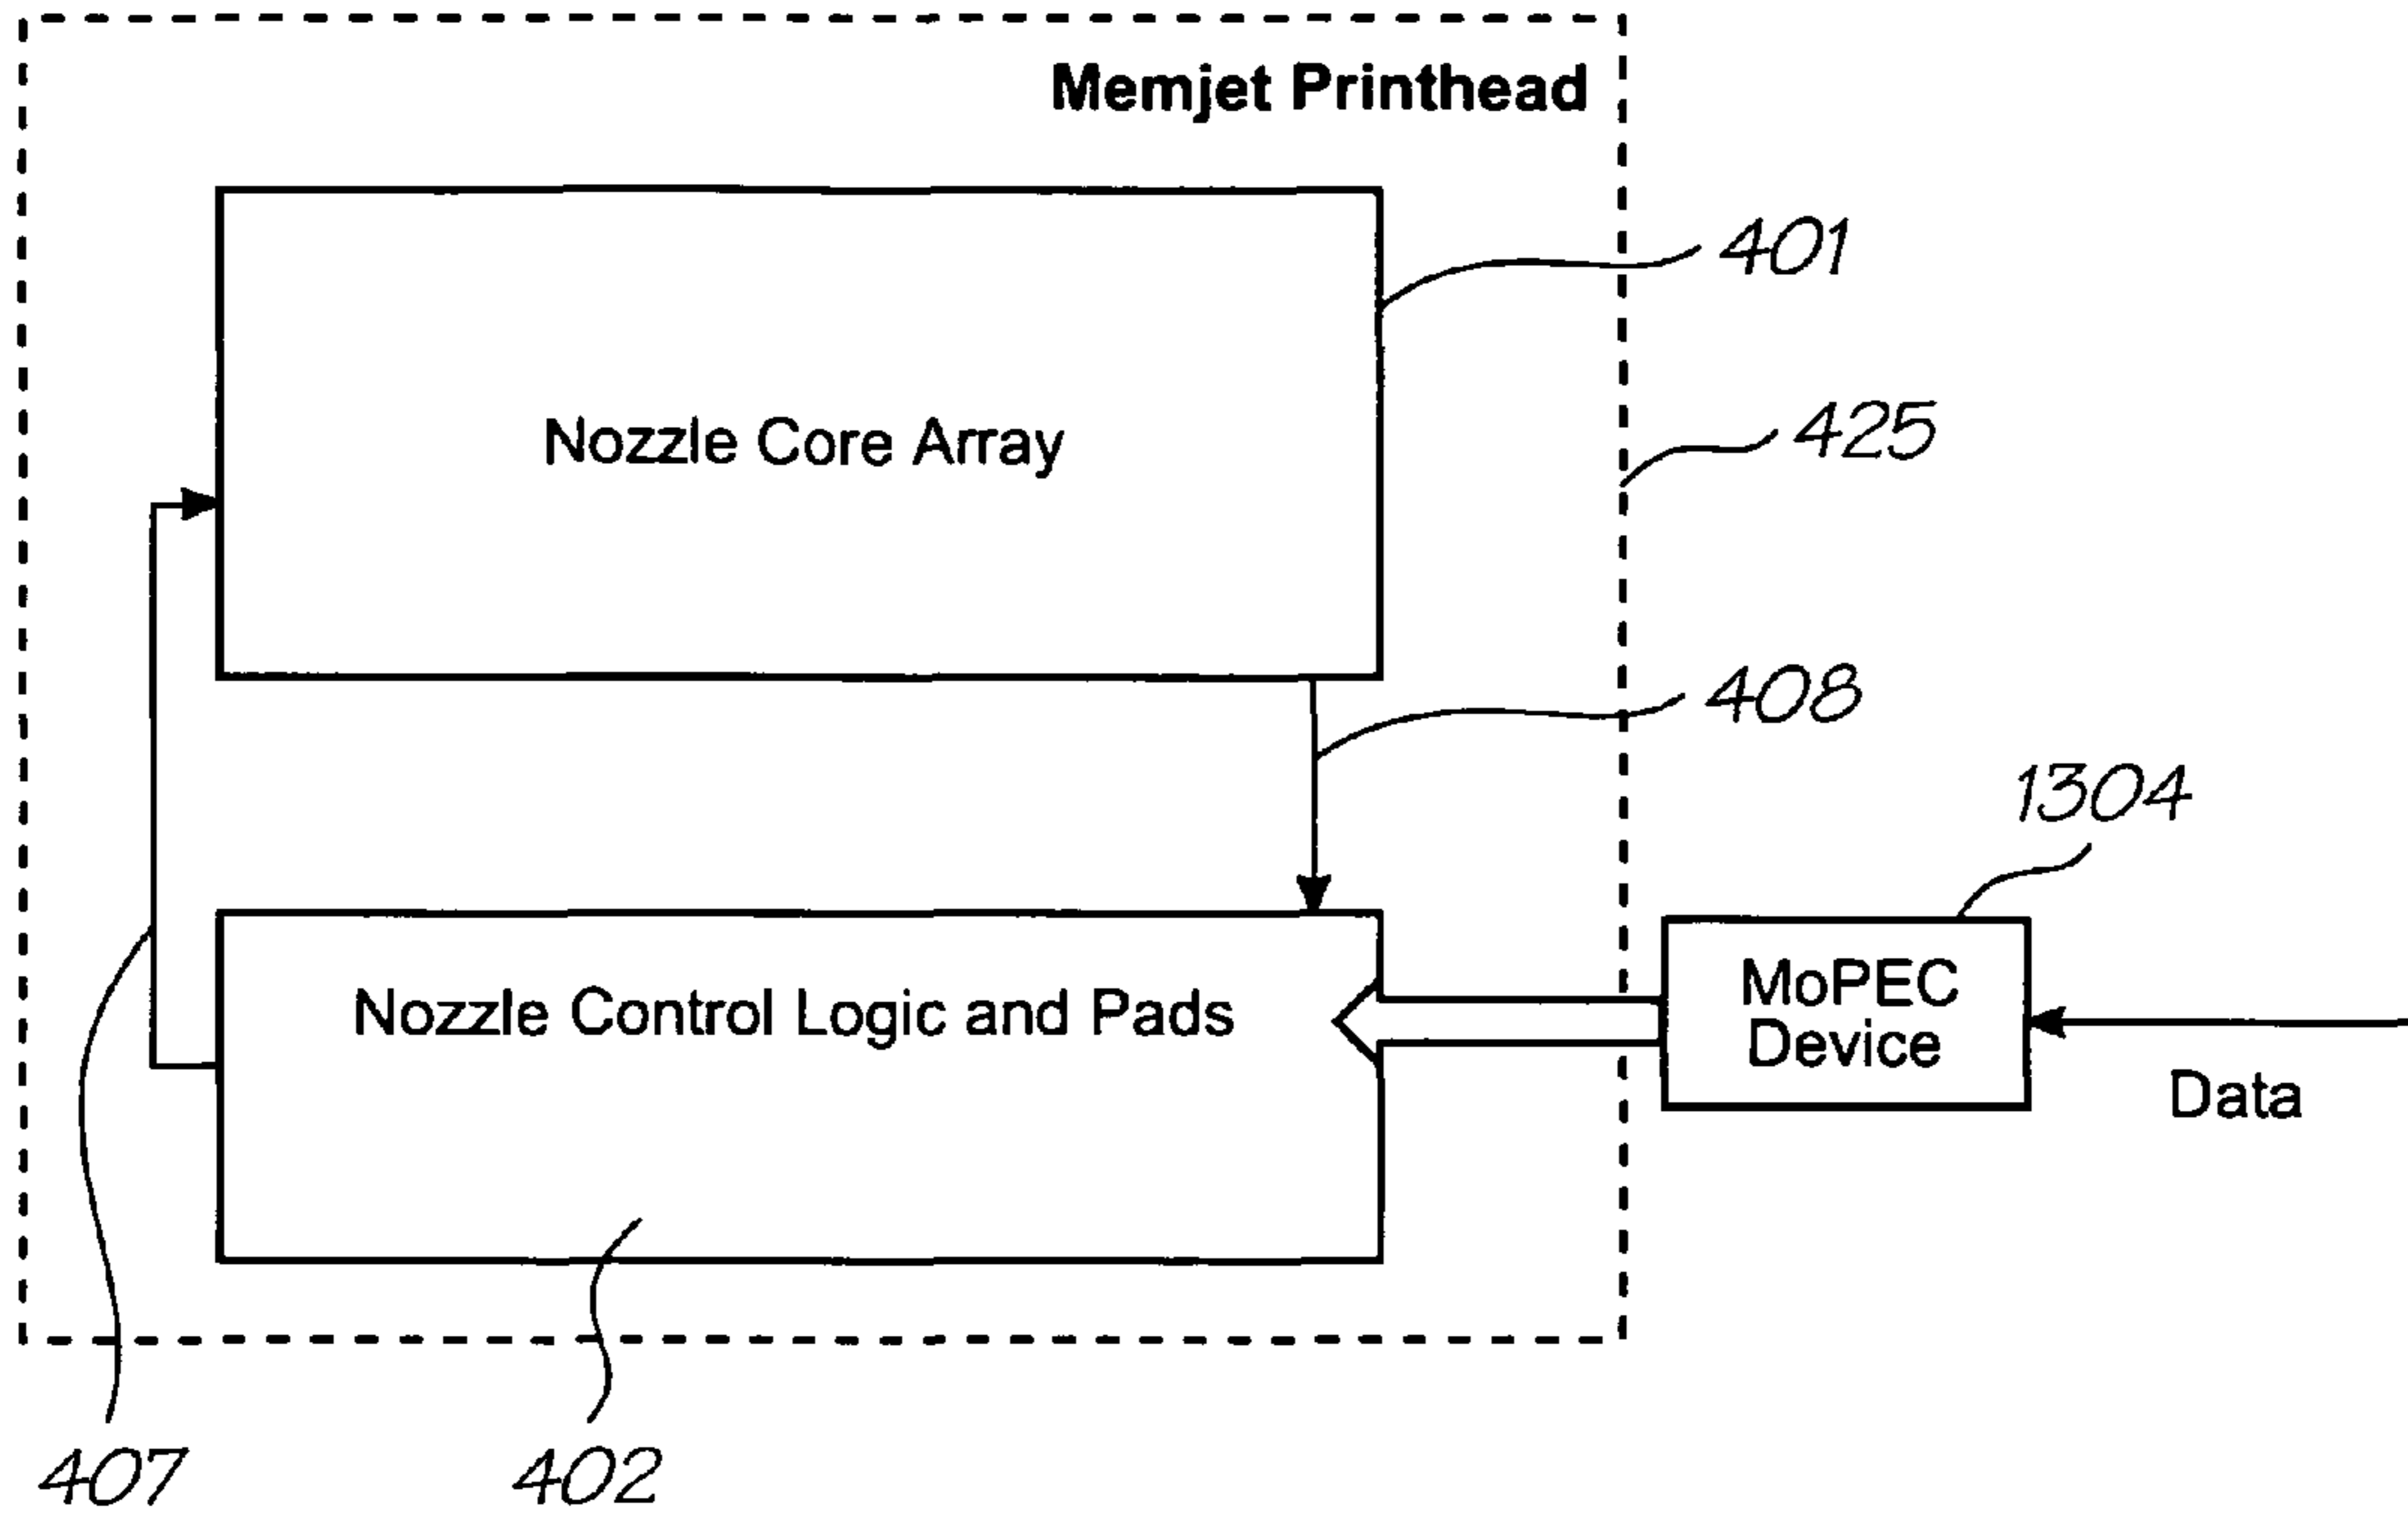 Memjet Printhead
401
Nozzle Core Array
425
408
1304
Nozzle Control Logic and Pads
MoPEC
Device
Data
407
402